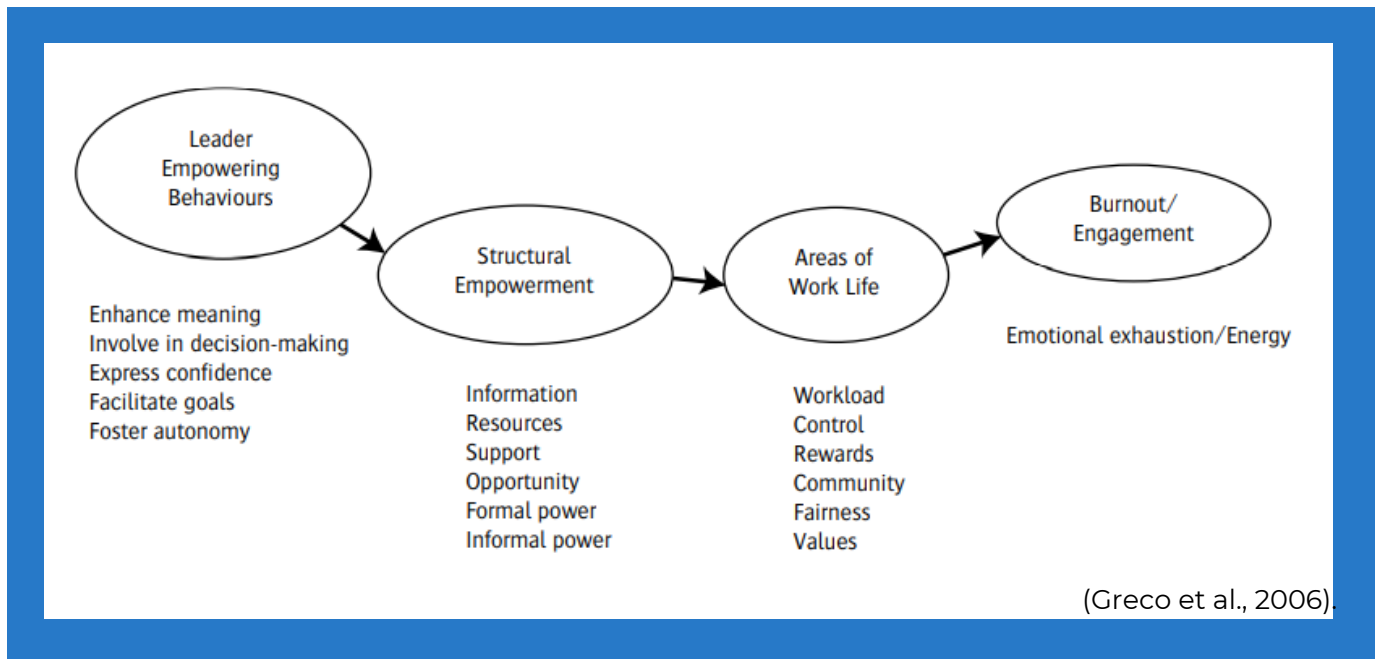 Leader
Empowering
Behaviours
Enhance meaning
Involve in decision-making
Express confidence
Facilitate goals
Foster autonomy
Structural
Empowerment
Information
Resources
Support
Opportunity
Formal power
Informal power
Areas of
Work Life
Workload
Control
Rewards
Community
Fairness
Values
Burnout/
Engagement
Emotional exhaustion/Energy
(Greco et al., 2006).